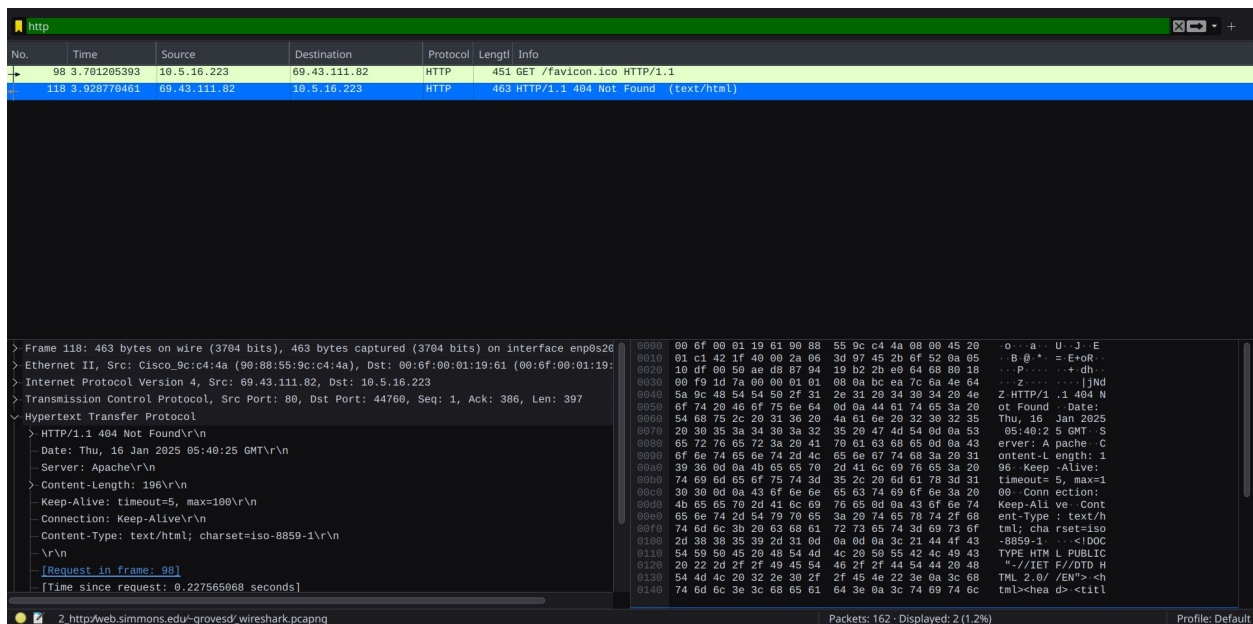 http
No. Time Source Destination Protocol Lengtl Info
98 3.701205393 10.5.16.223 69.43.111.82 HTTP 451 GET /favicon.ico HTTP/1.1
118 3.928770461 69.43.111.82 10.5.16.223 HTTP 463 HTTP/1.1 404 Not Found (text/html)
Frame 118: 463 bytes on wire (3704 bits), 463 bytes captured (3704 bits) on interface enp0s20
Ethernet II, Src: Cisco_9c:c4:4a (90:88:55:9c:c4:4a), Dst: 00:6f:00:01:19:61 (00:6f:00:01:19:
Internet Protocol Version 4, Src: 69.43.111.82, Dst: 10.5.16.223
Transmission Control Protocol, Src Port: 80, Dst Port: 44760, Seq: 1, Ack: 386, Len: 397
Hypertext Transfer Protocol
HTTP/1.1 404 Not Found\r\n
Date: Thu, 16 Jan 2025 05:40:25 GMT\r\n
Server: Apache\r\n
Content-Length: 196\r\n
Keep-Alive: timeout=5, max=100\r\n
Connection: Keep-Alive\r\n
Content-Type: text/html; charset=iso-8859-1\r\n
\r\n
[Request in frame: 98]
[Time since request: 0.227565068 seconds]
0000 00 6f 00 01 19 61 90 88 55 9c c4 4a 08 00 45 20 ·o···a·· U··J··E
0010 01 c1 42 1f 40 00 2a 06 3d 97 45 2b 6f 52 0a 05 ··B·@·*· =·E+oR··
0020 10 df 00 50 ae d8 87 94 19 b2 2b e0 64 68 80 18 ···P···· ··+·dh··
0030 00 f9 1d 7a 00 00 01 01 08 0a bc ea 7c 6a 4e 64 ···z···· ····|jNd
0040 5a 9c 48 54 54 50 2f 31 2e 31 20 34 30 34 20 4e Z·HTTP/1 .1 404 N
0050 6f 74 20 46 6f 75 6e 64 0d 0a 44 61 74 65 3a 20 ot Found ··Date:
0060 54 68 75 2c 20 31 36 20 4a 61 6e 20 32 30 32 35 Thu, 16 Jan 2025
0070 20 30 35 3a 34 30 3a 32 35 20 47 4d 54 0d 0a 53 05:40:2 5 GMT··S
0080 65 72 76 65 72 3a 20 41 70 61 63 68 65 0d 0a 43 erver: A pache··C
0090 6f 6e 74 65 6e 74 2d 4c 65 6e 67 74 68 3a 20 31 ontent-L ength: 1
00a0 39 36 0d 0a 4b 65 65 70 2d 41 6c 69 76 65 3a 20 96··Keep -Alive:
00b0 74 69 6d 65 6f 75 74 3d 35 2c 20 6d 61 78 3d 31 timeout= 5, max=1
00c0 30 30 0d 0a 43 6f 6e 6e 65 63 74 69 6f 6e 3a 20 00··Conn ection:
00d0 4b 65 65 70 2d 41 6c 69 76 65 0d 0a 43 6f 6e 74 Keep-Ali ve··Cont
00e0 65 6e 74 2d 54 79 70 65 3a 20 74 65 78 74 2f 68 ent-Type : text/h
00f0 74 6d 6c 3b 20 63 68 61 72 73 65 74 3d 69 73 6f tml; cha rset=iso
0100 2d 38 38 35 39 2d 31 0d 0a 0d 0a 3c 21 44 4f 43 -8859-1· ···<!DOC
0110 54 59 50 45 20 48 54 4d 4c 20 50 55 42 4c 49 43 TYPE HTM L PUBLIC
0120 20 22 2d 2f 2f 49 45 54 46 2f 2f 44 54 44 20 48 "-//IET F//DTD H
0130 54 4d 4c 20 32 2e 30 2f 2f 45 4e 22 3e 0a 3c 68 TML 2.0/ /EN">·<h
0140 74 6d 6c 3e 3c 68 65 61 64 3e 0a 3c 74 69 74 6c tml><hea d>·<titl
2_http⁄⁄web.simmons.edu⁄~grovesd⁄_wireshark.pcapng Packets: 162 · Displayed: 2 (1.2%) Profile: Default